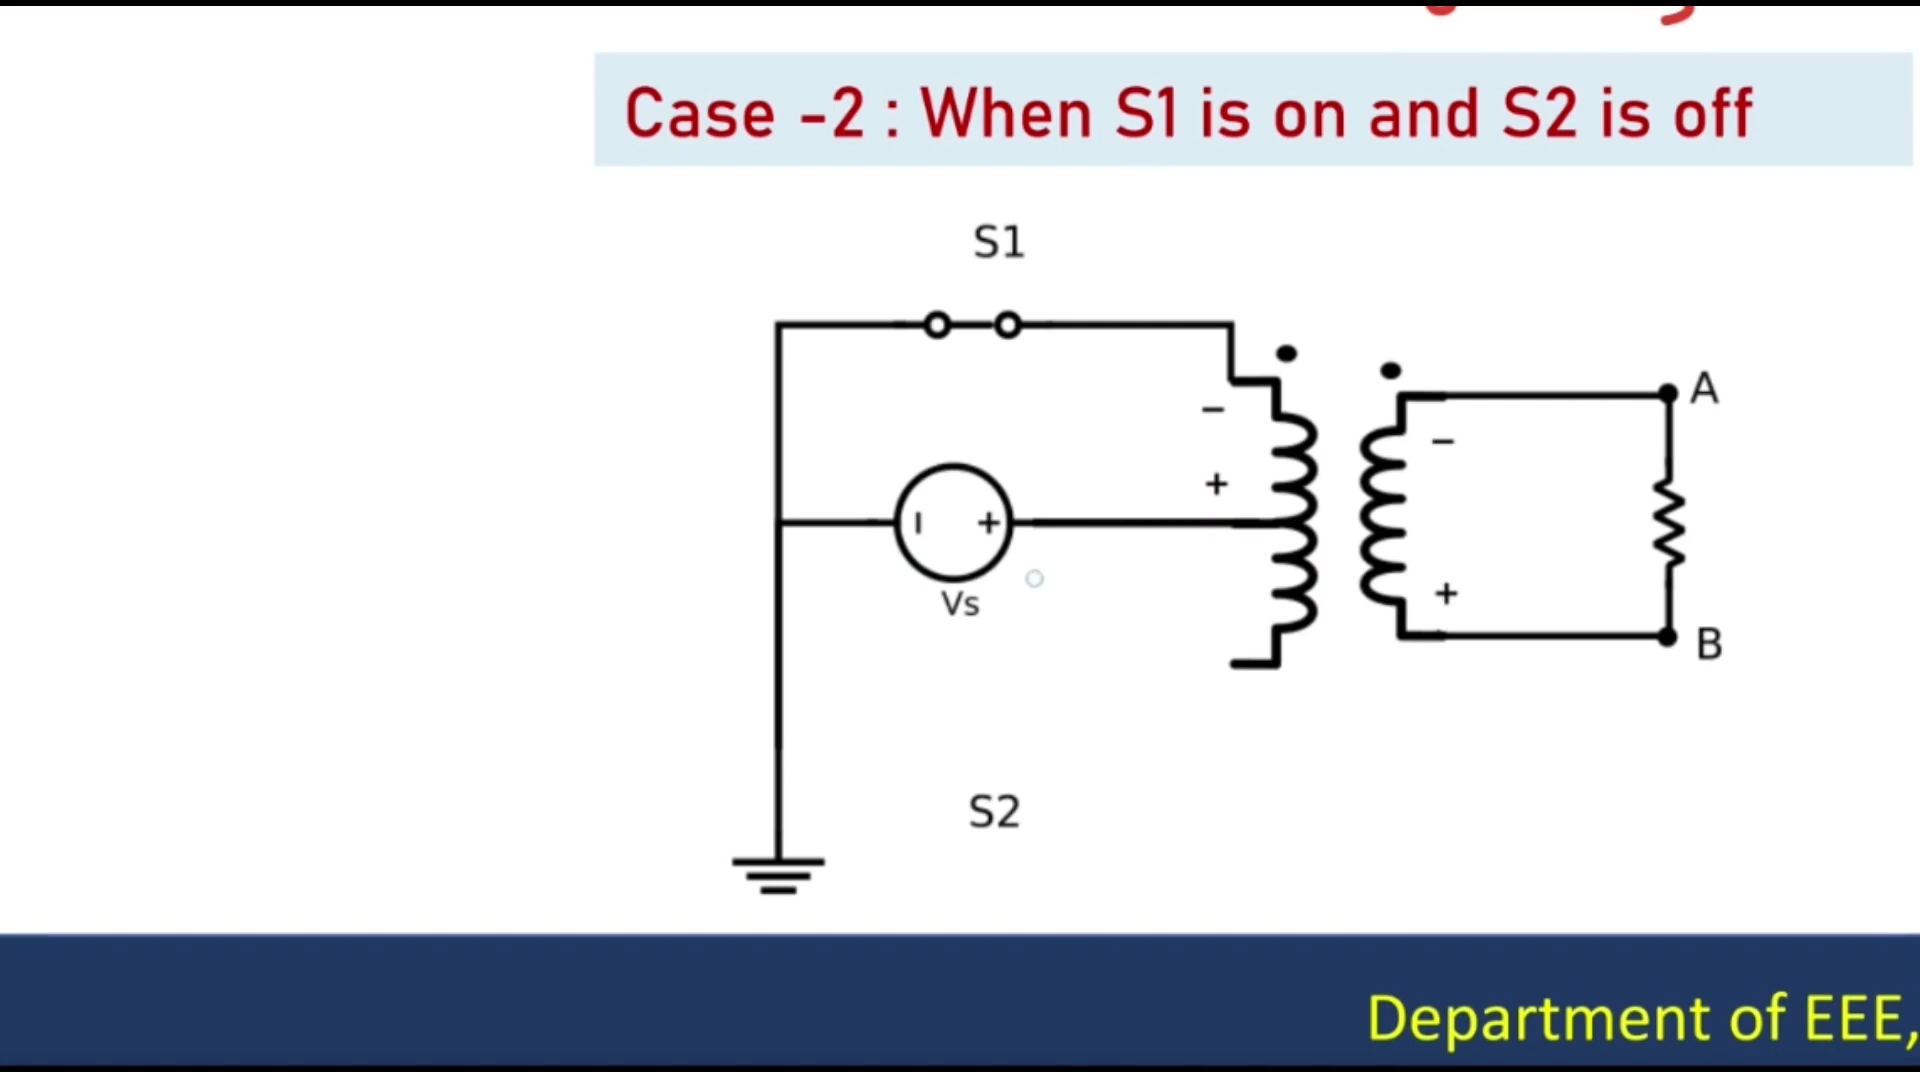 Case -2 : When S1 is on and S2 is off
S1
A
−
−
+
− +
Vs
+
B
S2
Department of EEE,